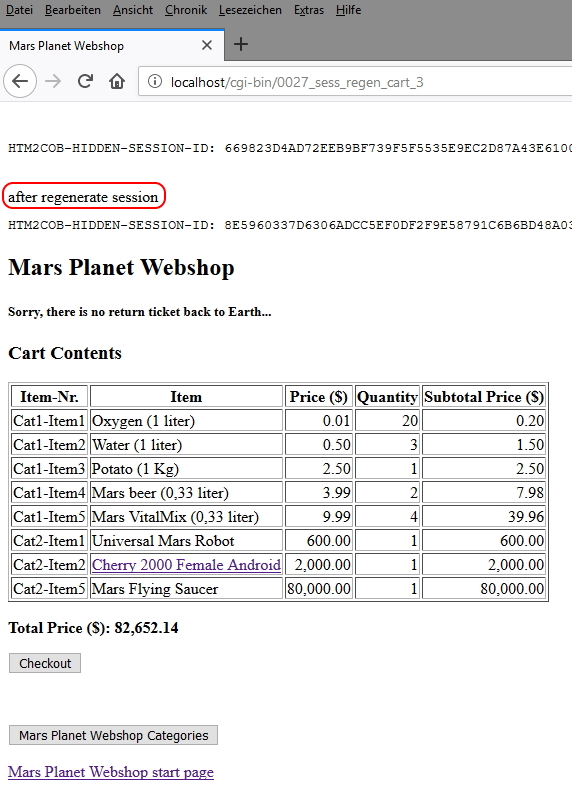 Datei Bearbeiten Ansicht Chronik Lesezeichen Extras Hilfe
Mars Planet Webshop
localhost/cgi-bin/0027_sess_regen_cart_3
HTM2COB-HIDDEN-SESSION-ID: 669823D4AD72EEB9BF739F5F5535E9EC2D87A43E6100
after regenerate session
HTM2COB-HIDDEN-SESSION-ID: 8E5960337D6306ADCC5EF0DF2F9E58791C6B6BD48A03
Mars Planet Webshop
Sorry, there is no return ticket back to Earth...
Cart Contents
Item-Nr. Item Price ($) Quantity Subtotal Price ($)
Cat1-Item1 Oxygen (1 liter) 0.01 20 0.20
Cat1-Item2 Water (1 liter) 0.50 3 1.50
Cat1-Item3 Potato (1 Kg) 2.50 1 2.50
Cat1-Item4 Mars beer (0,33 liter) 3.99 2 7.98
Cat1-Item5 Mars VitalMix (0,33 liter) 9.99 4 39.96
Cat2-Item1 Universal Mars Robot 600.00 1 600.00
Cat2-Item2 Cherry 2000 Female Android 2,000.00 1 2,000.00
Cat2-Item5 Mars Flying Saucer 80,000.00 1 80,000.00
Total Price ($): 82,652.14
Checkout
Mars Planet Webshop Categories
Mars Planet Webshop start page